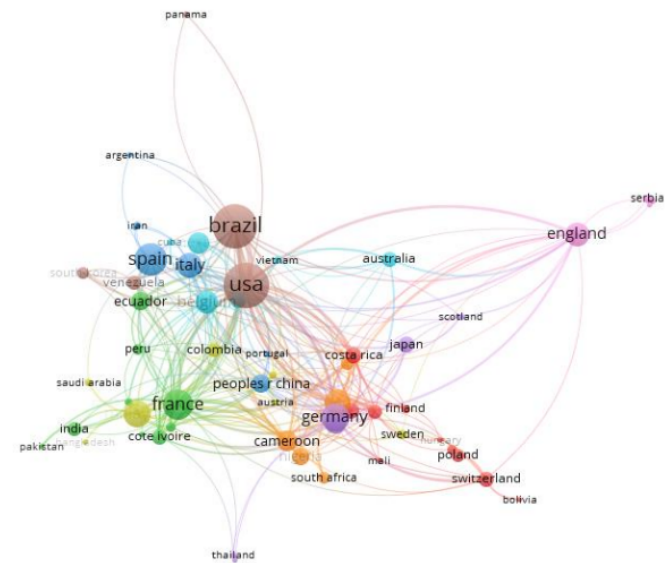 panama
argentina
serbia
iran
brazil
england
cuba
spain
italy
vietnam
australia
south korea
venezuela
usa
ecuador
belgium
scotland
peru
colombia
portugal
costa rica
japan
saudi arabia
peoples r china
france
austria
germany
finland
india
cote ivoire
cameroon
sweden
hungary
pakistan
bangladesh
nigeria
mali
poland
south africa
switzerland
bolivia
thailand